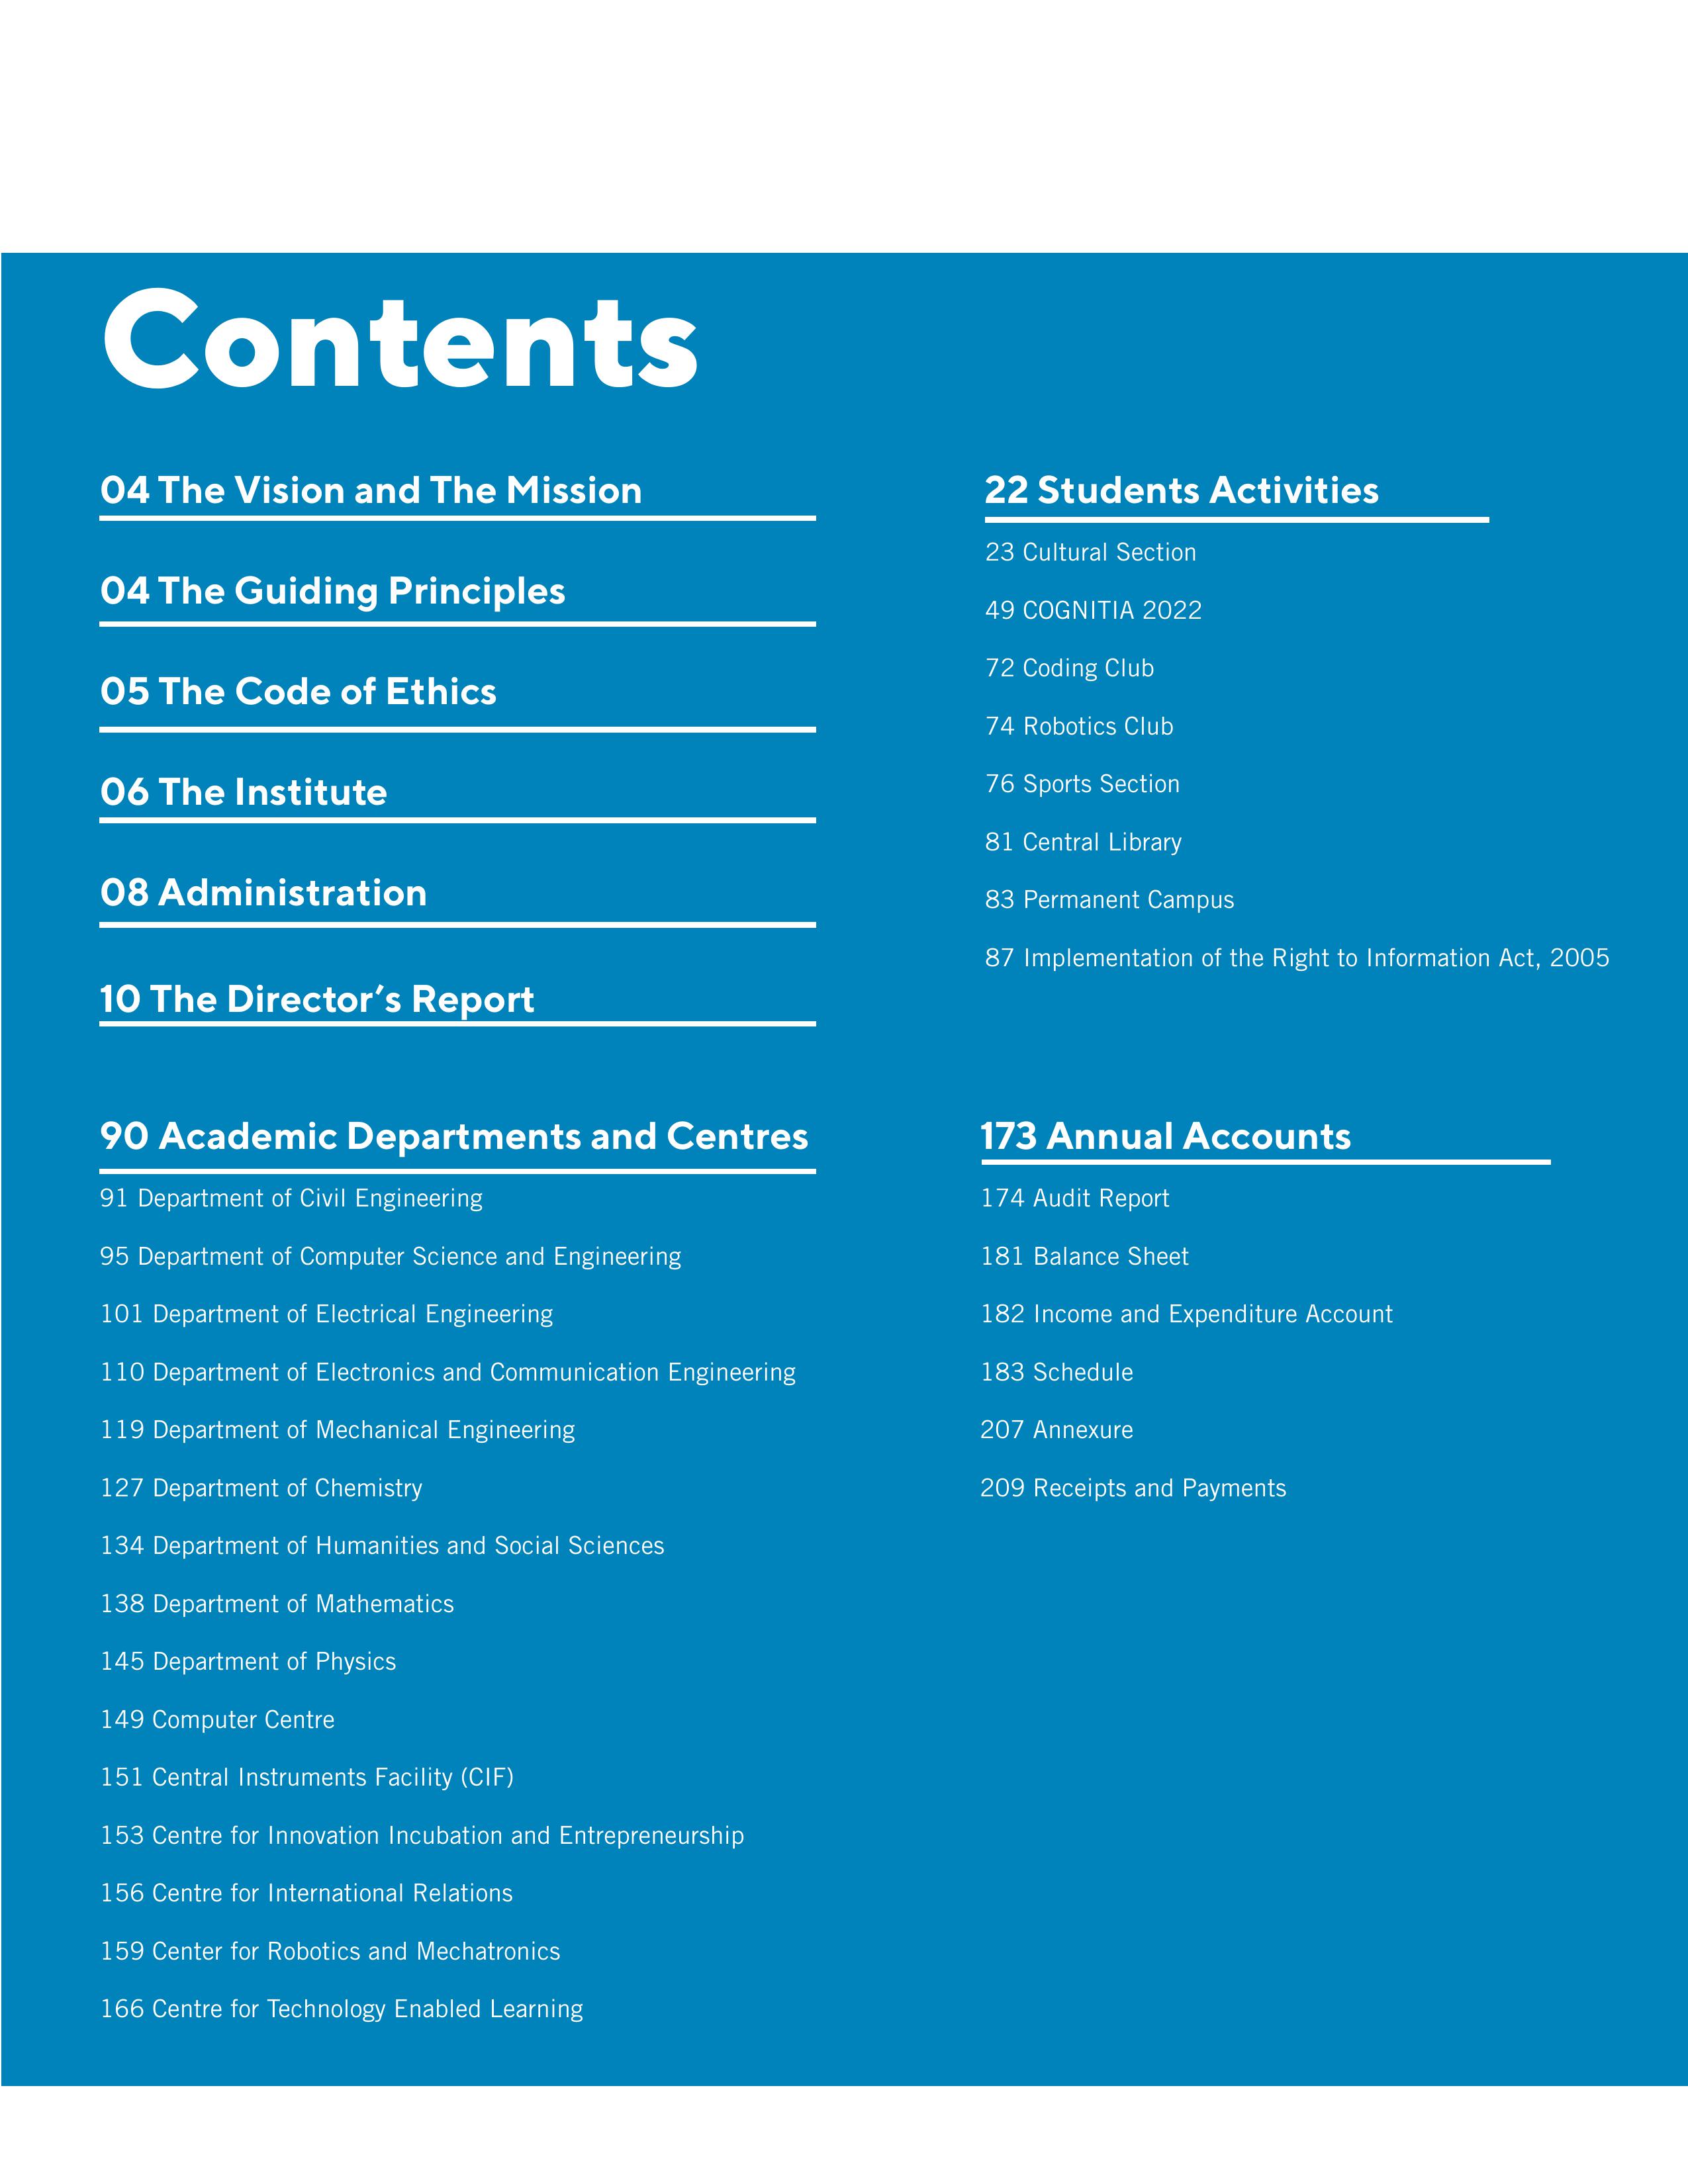 Contents
04 The Vision and The Mission
04 The Guiding Principles
05 The Code of Ethics
06 The Institute
08 Administration
10 The Director’s Report
22 Students Activities
23 Cultural Section
49 COGNITIA 2022
72 Coding Club
74 Robotics Club
76 Sports Section
81 Central Library
83 Permanent Campus
87 Implementation of the Right to Information Act, 2005
90 Academic Departments and Centres
91 Department of Civil Engineering
95 Department of Computer Science and Engineering
101 Department of Electrical Engineering
110 Department of Electronics and Communication Engineering
119 Department of Mechanical Engineering
127 Department of Chemistry
134 Department of Humanities and Social Sciences
138 Department of Mathematics
145 Department of Physics
149 Computer Centre
151 Central Instruments Facility (CIF)
153 Centre for Innovation Incubation and Entrepreneurship
156 Centre for International Relations
159 Center for Robotics and Mechatronics
166 Centre for Technology Enabled Learning
173 Annual Accounts
174 Audit Report
181 Balance Sheet
182 Income and Expenditure Account
183 Schedule
207 Annexure
209 Receipts and Payments